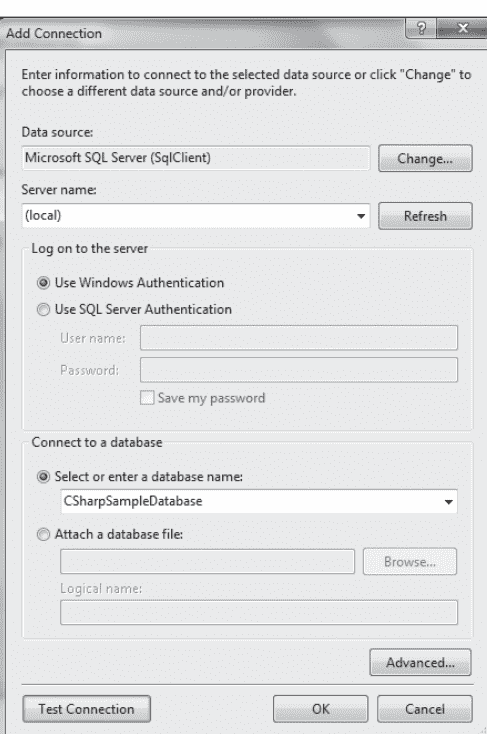 Add Connection
?
X
Enter information to connect to the selected data source or click "Change" to
choose a different data source and/or provider.
Data source:
Microsoft SQL Server (SqlClient)
Change...
Server name:
(local)
Refresh
Log on to the server
Use Windows Authentication
Use SQL Server Authentication
User name:
Password:
Save my password
Connect to a database
Select or enter a database name:
CSharpSampleDatabase
Attach a database file:
Browse...
Logical name:
Advanced...
Test Connection
OK
Cancel